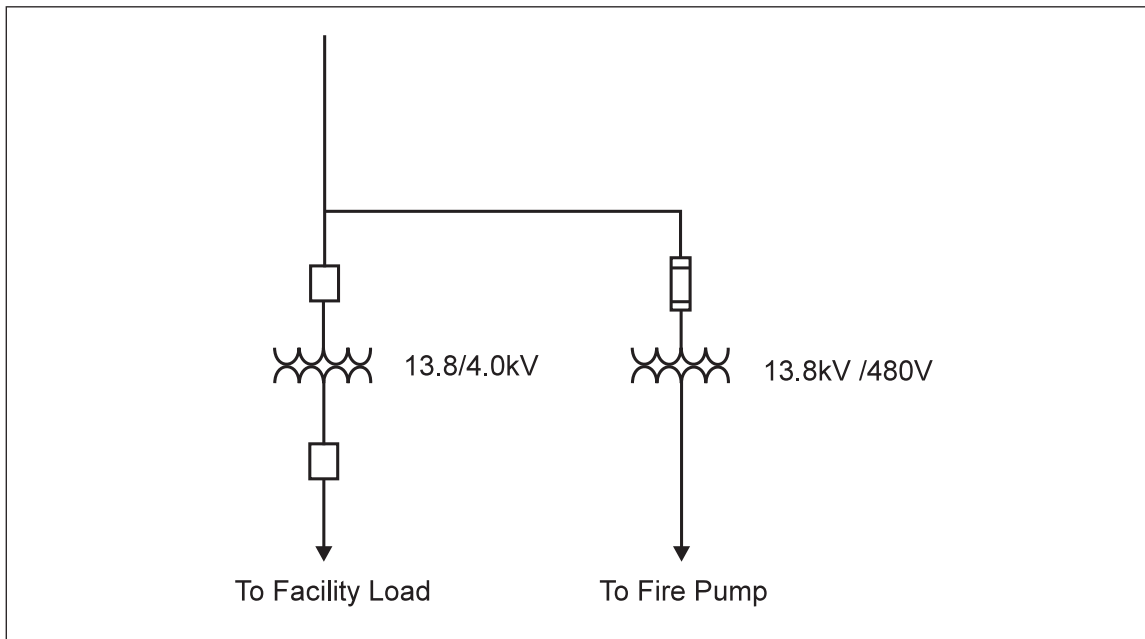 13.8/4.0kV
13.8kV /480V
To Facility Load
To Fire Pump